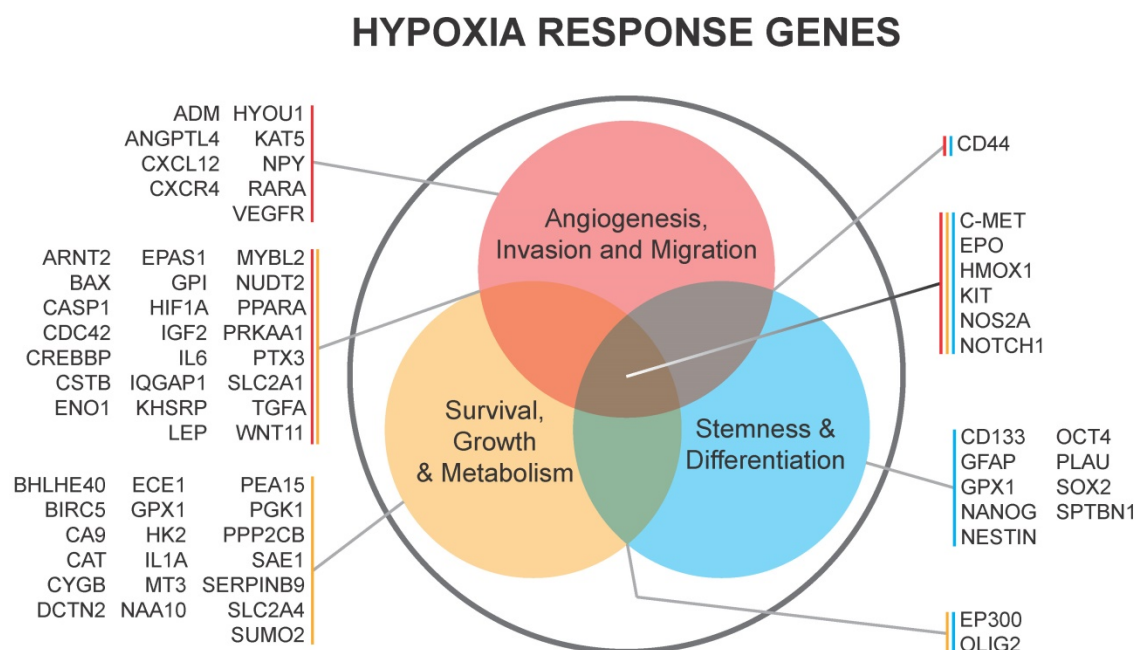 HYPOXIA RESPONSE GENES
ADM HYOU1
ANGPTL4 KAT5
CXCL12 NPY
CXCR4 RARA
VEGFR
ARNT2 EPAS1 MYBL2
BAX GPI NUDT2
CASP1 HIF1A PPARA
CDC42 IGF2 PRKAA1
CREBBP IL6 PTX3
CSTB IQGAP1 SLC2A1
ENO1 KHSRP TGFA
LEP WNT11
BHLHE40 ECE1 PEA15
BIRC5 GPX1 PGK1
CA9 HK2 PPP2CB
CAT IL1A SAE1
CYGB MT3 SERPINB9
DCTN2 NAA10 SLC2A4
SUMO2
Angiogenesis,
Invasion and Migration
Survival,
Growth
& Metabolism
Stemness &
Differentiation
CD44
C-MET
EPO
HMOX1
KIT
NOS2A
NOTCH1
CD133 OCT4
GFAP PLAU
GPX1 SOX2
NANOG SPTBN1
NESTIN
EP300
OLIG2